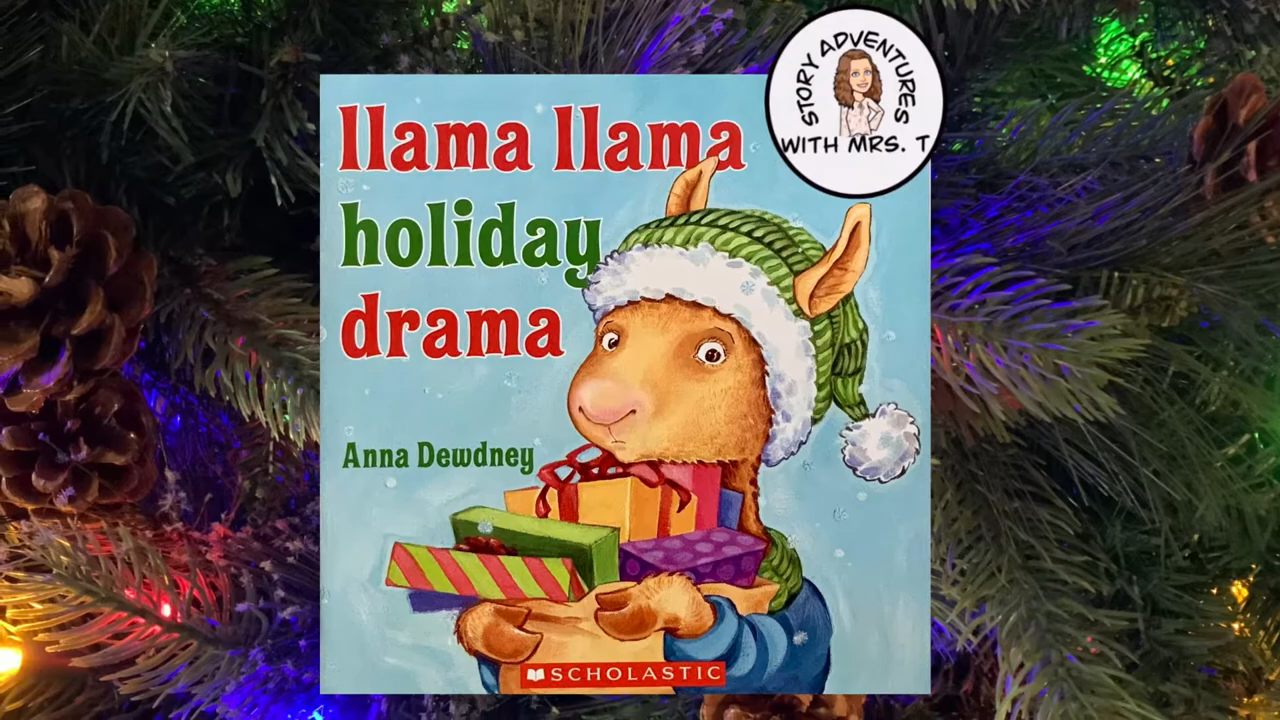 llama llama
holiday
drama
Anna Dewdney
SCHOLASTIC
STORY ADVENTURES
WITH MRS. T